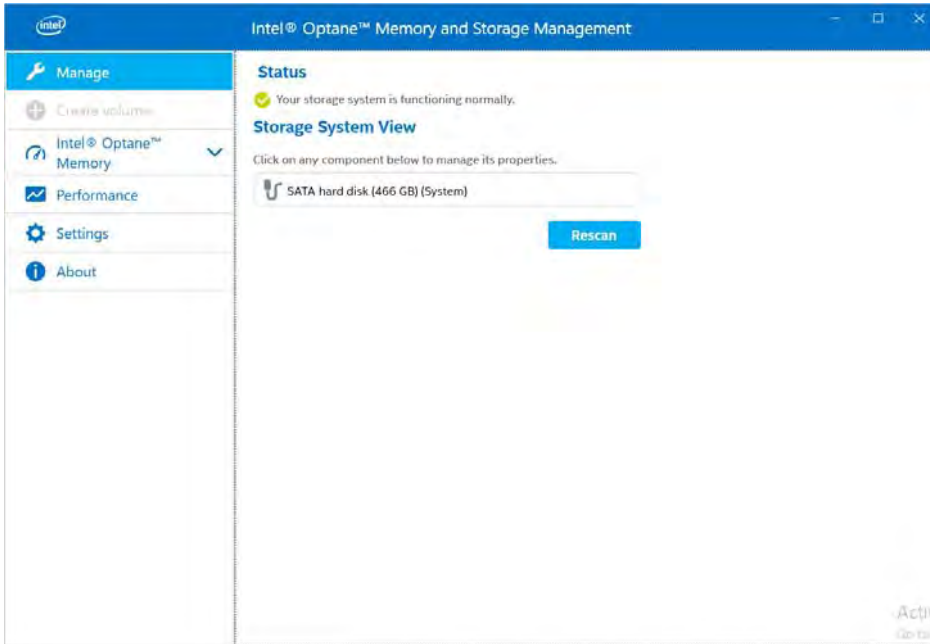 intel
Intel® Optane™ Memory and Storage Management
Manage
Create volume
Intel® Optane™
Memory
Performance
Settings
About
Status
Your storage system is functioning normally.
Storage System View
Click on any component below to manage its properties.
SATA hard disk (466 GB) (System)
Rescan